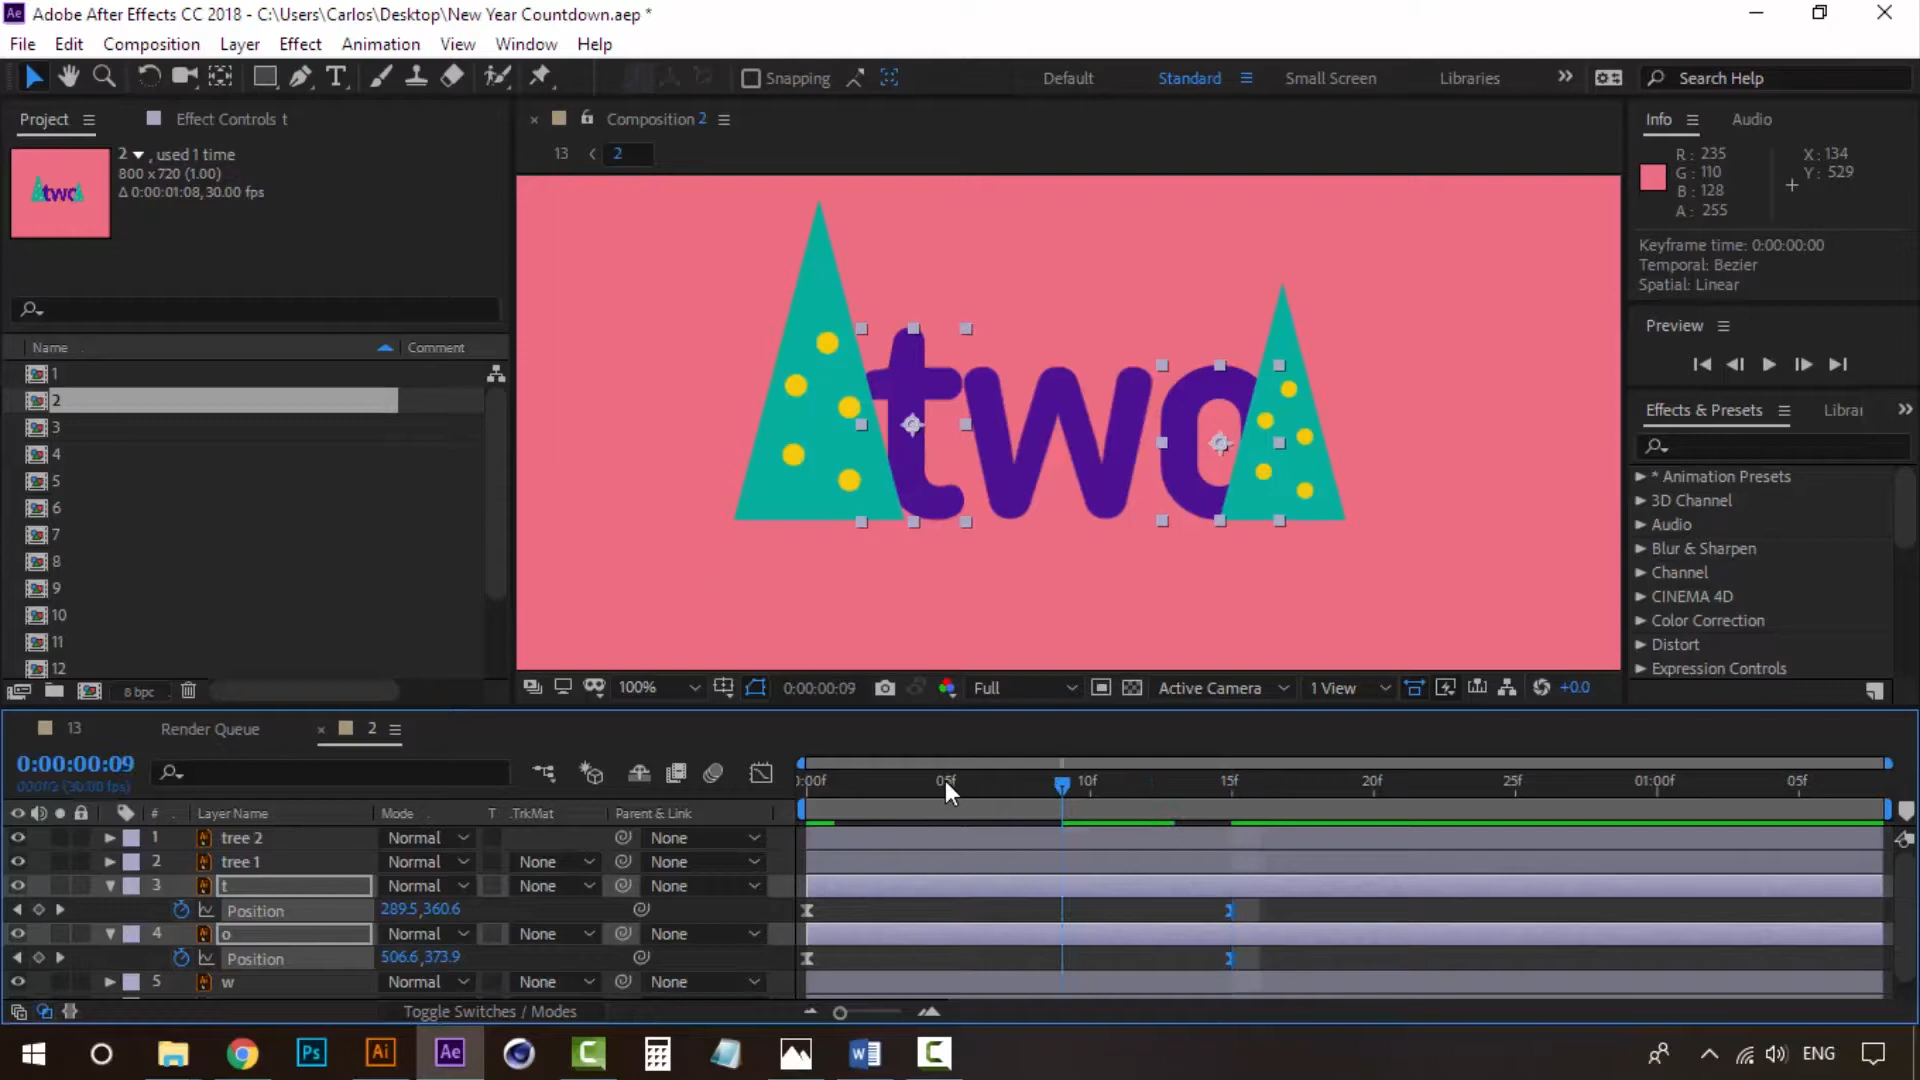 Ae Adobe After Effects CC 2018 - C:\Users\Carlos\Desktop\New Year Countdown.aep *
File Edit Composition Layer Effect Animation View Window Help
Snapping Default Standard Small Screen Libraries Search Help
Project Effect Controls t
2 , used 1 time
800 x 720 (1.00)
Δ 0:00:01:08, 30.00 fps
two
Name Comment
1
2
3
4
5
6
7
8
9
10
11
12
8 bpc
Composition 2
13 < 2
two
100% 0:00:00:09 Full Active Camera 1 View +0.0
Info Audio
R : 235
G : 110
B : 128
A : 255
X : 134
Y : 529
Keyframe time: 0:00:00:00
Temporal: Bezier
Spatial: Linear
Preview
Effects & Presets Librar
* Animation Presets
3D Channel
Audio
Blur & Sharpen
Channel
CINEMA 4D
Color Correction
Distort
Expression Controls
13 Render Queue 2
0:00:00:09
:00f 05f 10f 15f 20f 25f 01:00f 05f
# Layer Name Mode T .TrkMat Parent & Link
1 tree 2 Normal None
2 tree 1 Normal None None
3 t Normal None None
Position 289.5,360.6
4 o Normal None None
Position 506.6,373.9
5 w Normal None None
Toggle Switches / Modes
Ps Ai Ae ENG